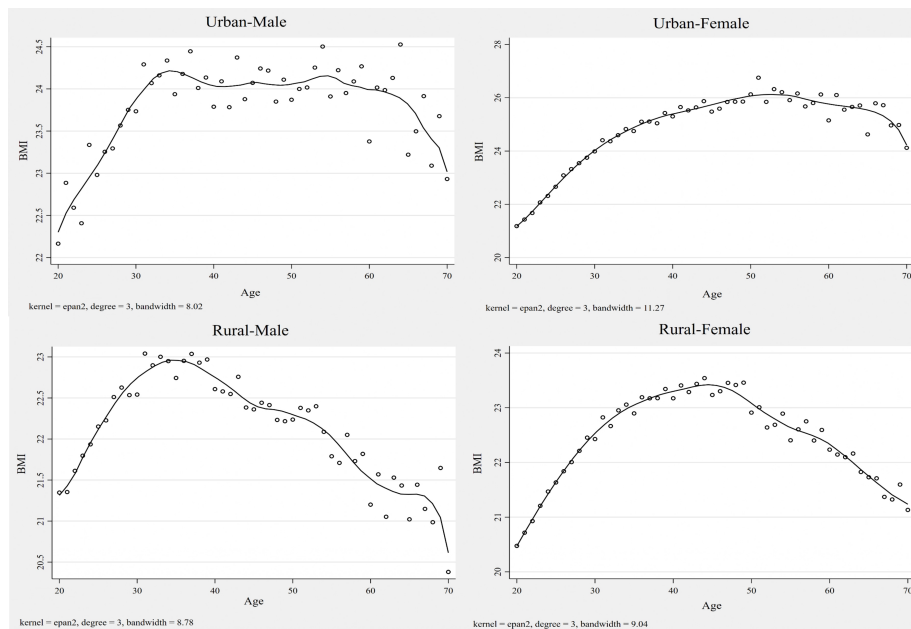 Urban-Male
BMI
24.5
24
23.5
23
22.5
22
20 30 40 50 60 70
Age
kernel = epan2, degree = 3, bandwidth = 8.02
Urban-Female
BMI
28
26
24
22
20
20 30 40 50 60 70
Age
kernel = epan2, degree = 3, bandwidth = 11.27
Rural-Male
BMI
23
22.5
22
21.5
21
20.5
20 30 40 50 60 70
Age
kernel = epan2, degree = 3, bandwidth = 8.78
Rural-Female
BMI
24
23
22
21
20
20 30 40 50 60 70
Age
kernel = epan2, degree = 3, bandwidth = 9.04